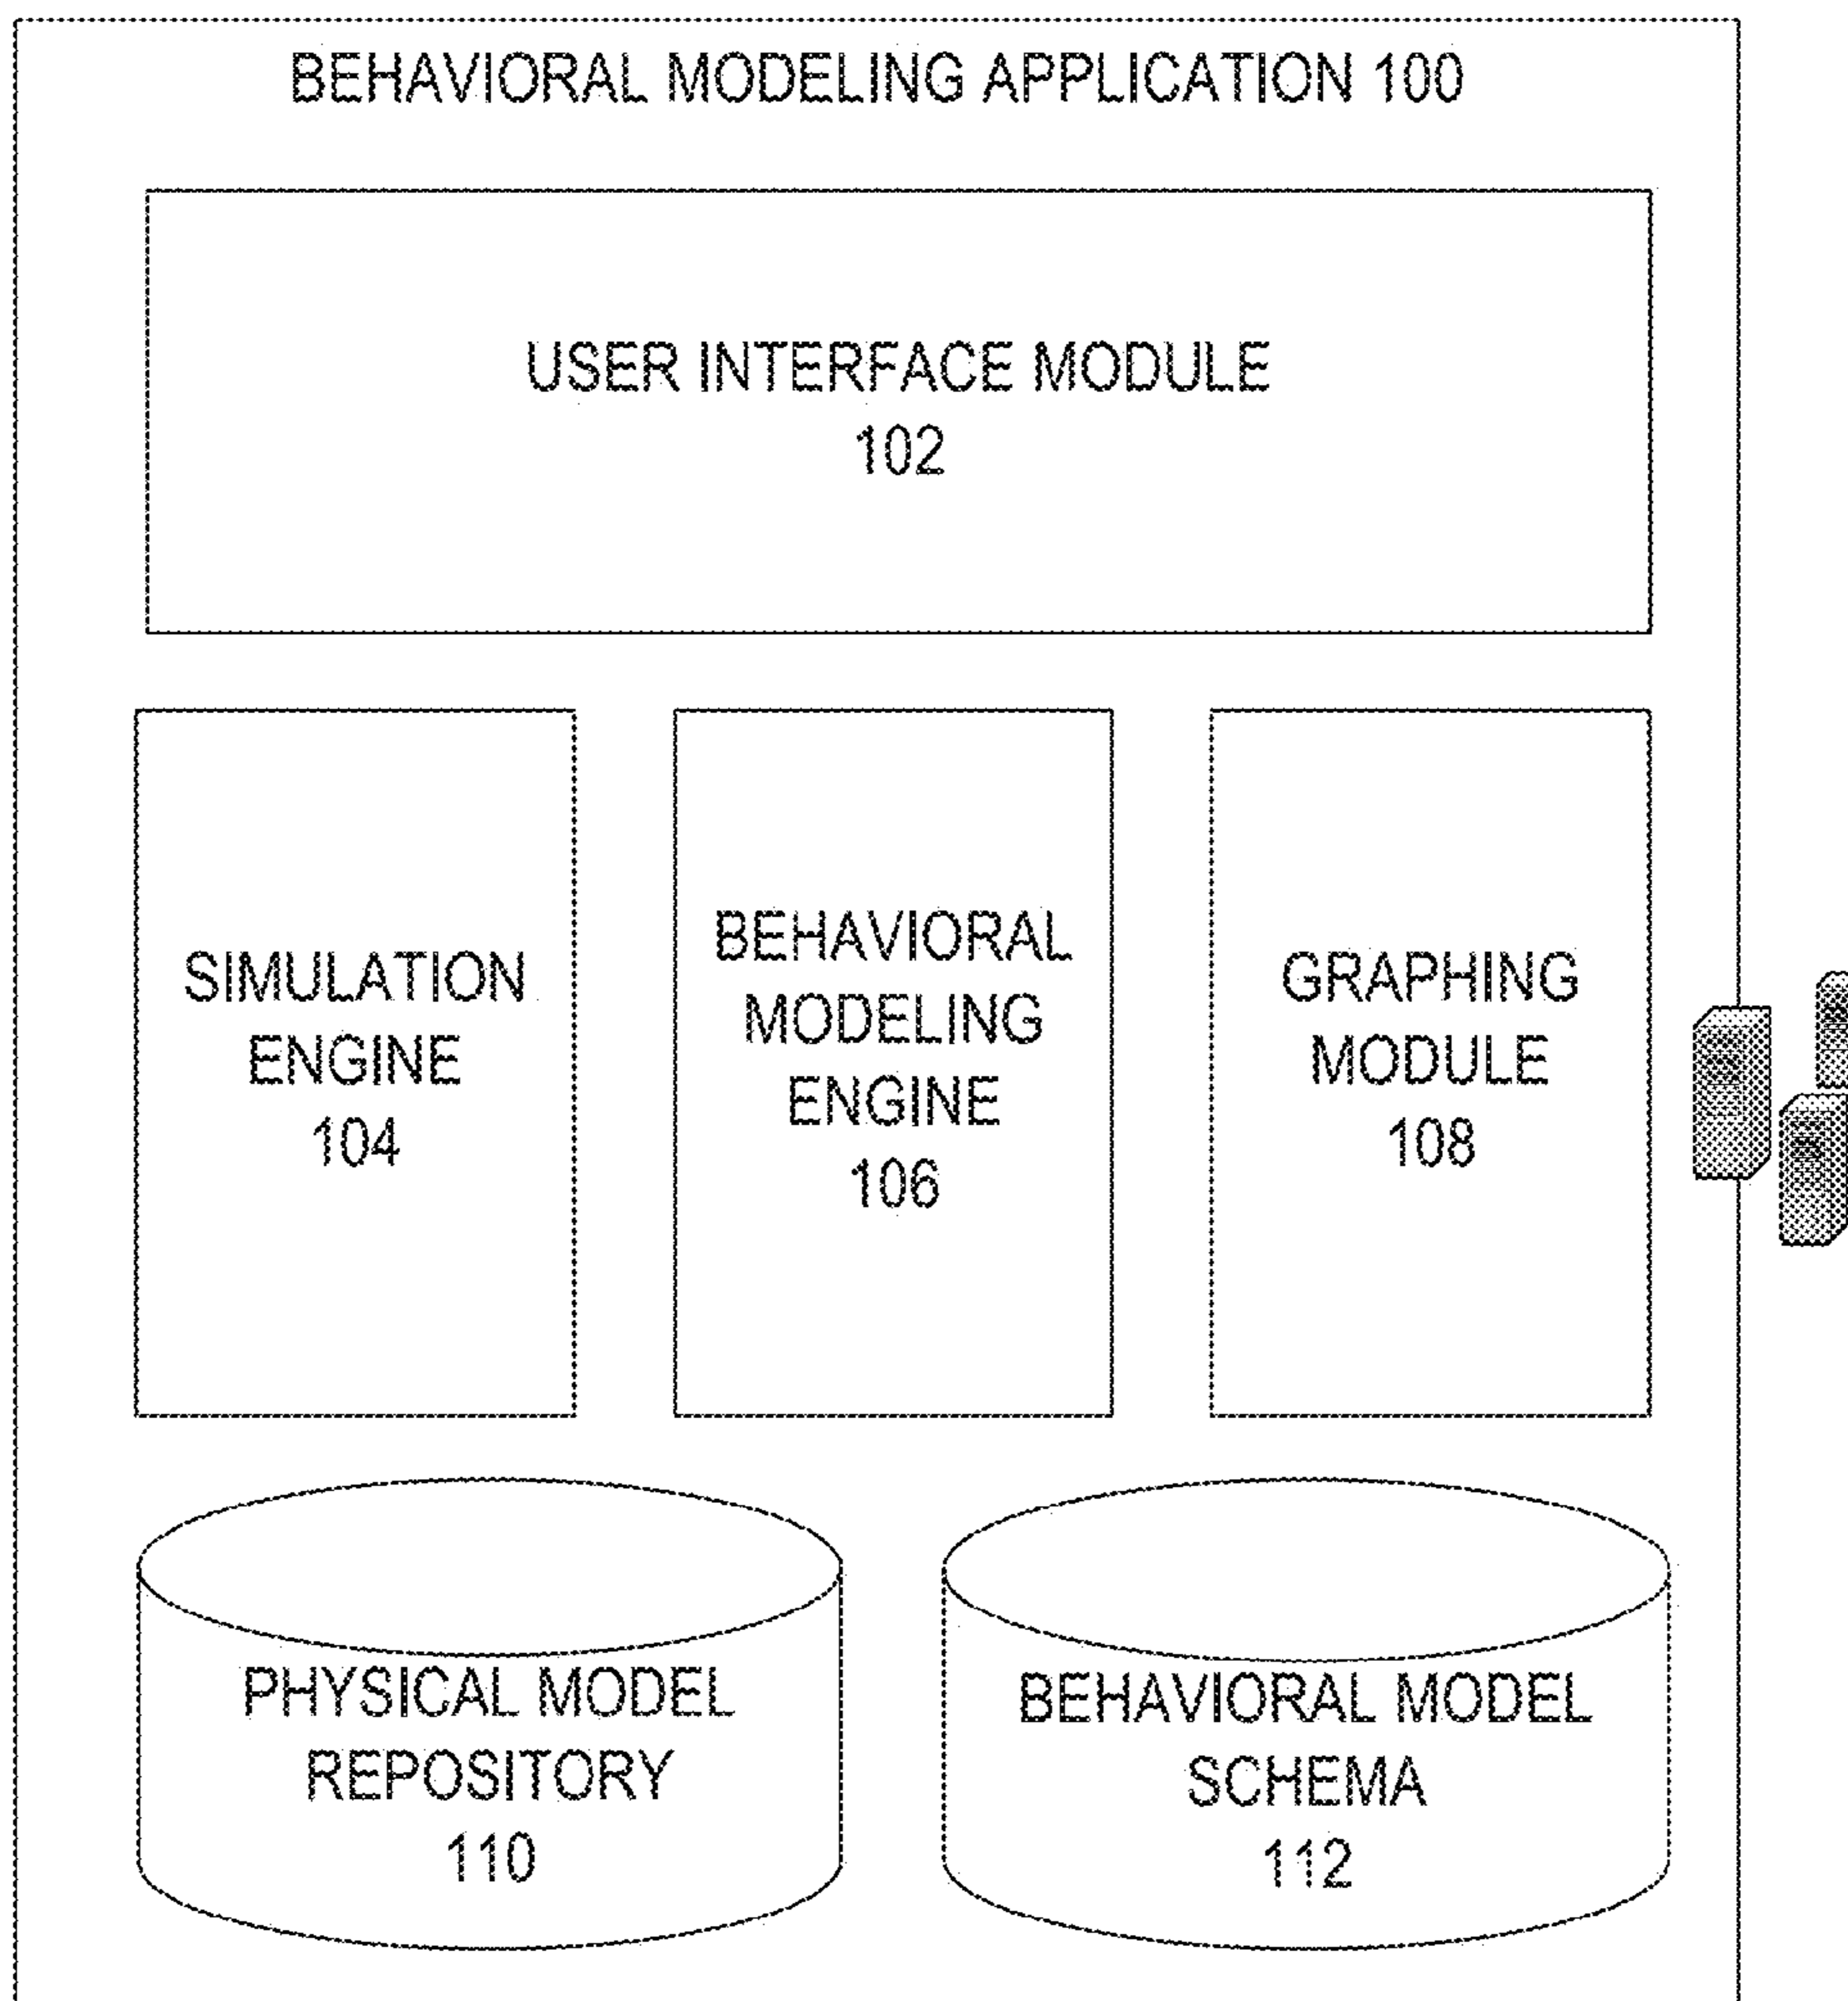 BEHAVIORAL MODELING APPLICATION 100
USER INTERFACE MODULE
102
SIMULATION
ENGINE
104
BEHAVIORAL
MODELING
ENGINE
106
GRAPHING
MODULE
108
PHYSICAL MODEL
REPOSITORY
110
BEHAVIORAL MODEL
SCHEMA
112